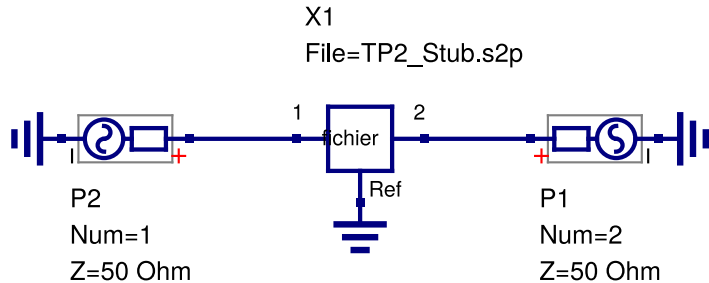 X1
File=TP2_Stub.s2p
1
2
fichier
Ref
P2
Num=1
Z=50 Ohm
P1
Num=2
Z=50 Ohm